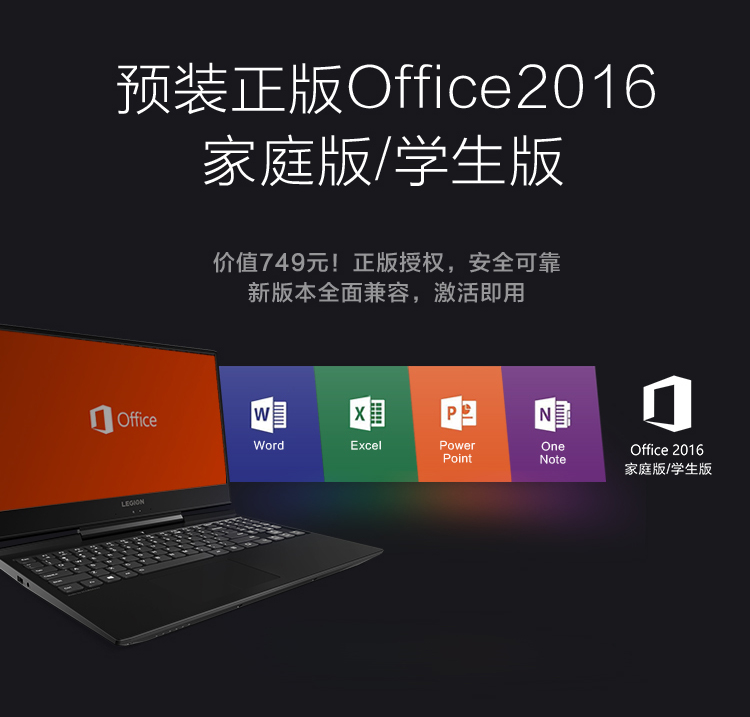 预装正版Office2016
家庭版/学生版
价值749元！正版授权，安全可靠
新版本全面兼容，激活即用
Office
LEGION
W
Word
X
Excel
P
Power
Point
N
One
Note
Office 2016
家庭版/学生版